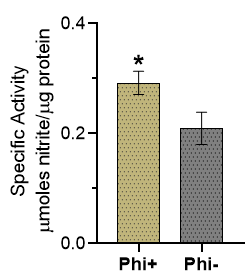 Specific Activity
μmoles nitrite/μg protein
0.4
0.2
0.0
*
Phi+
Phi-